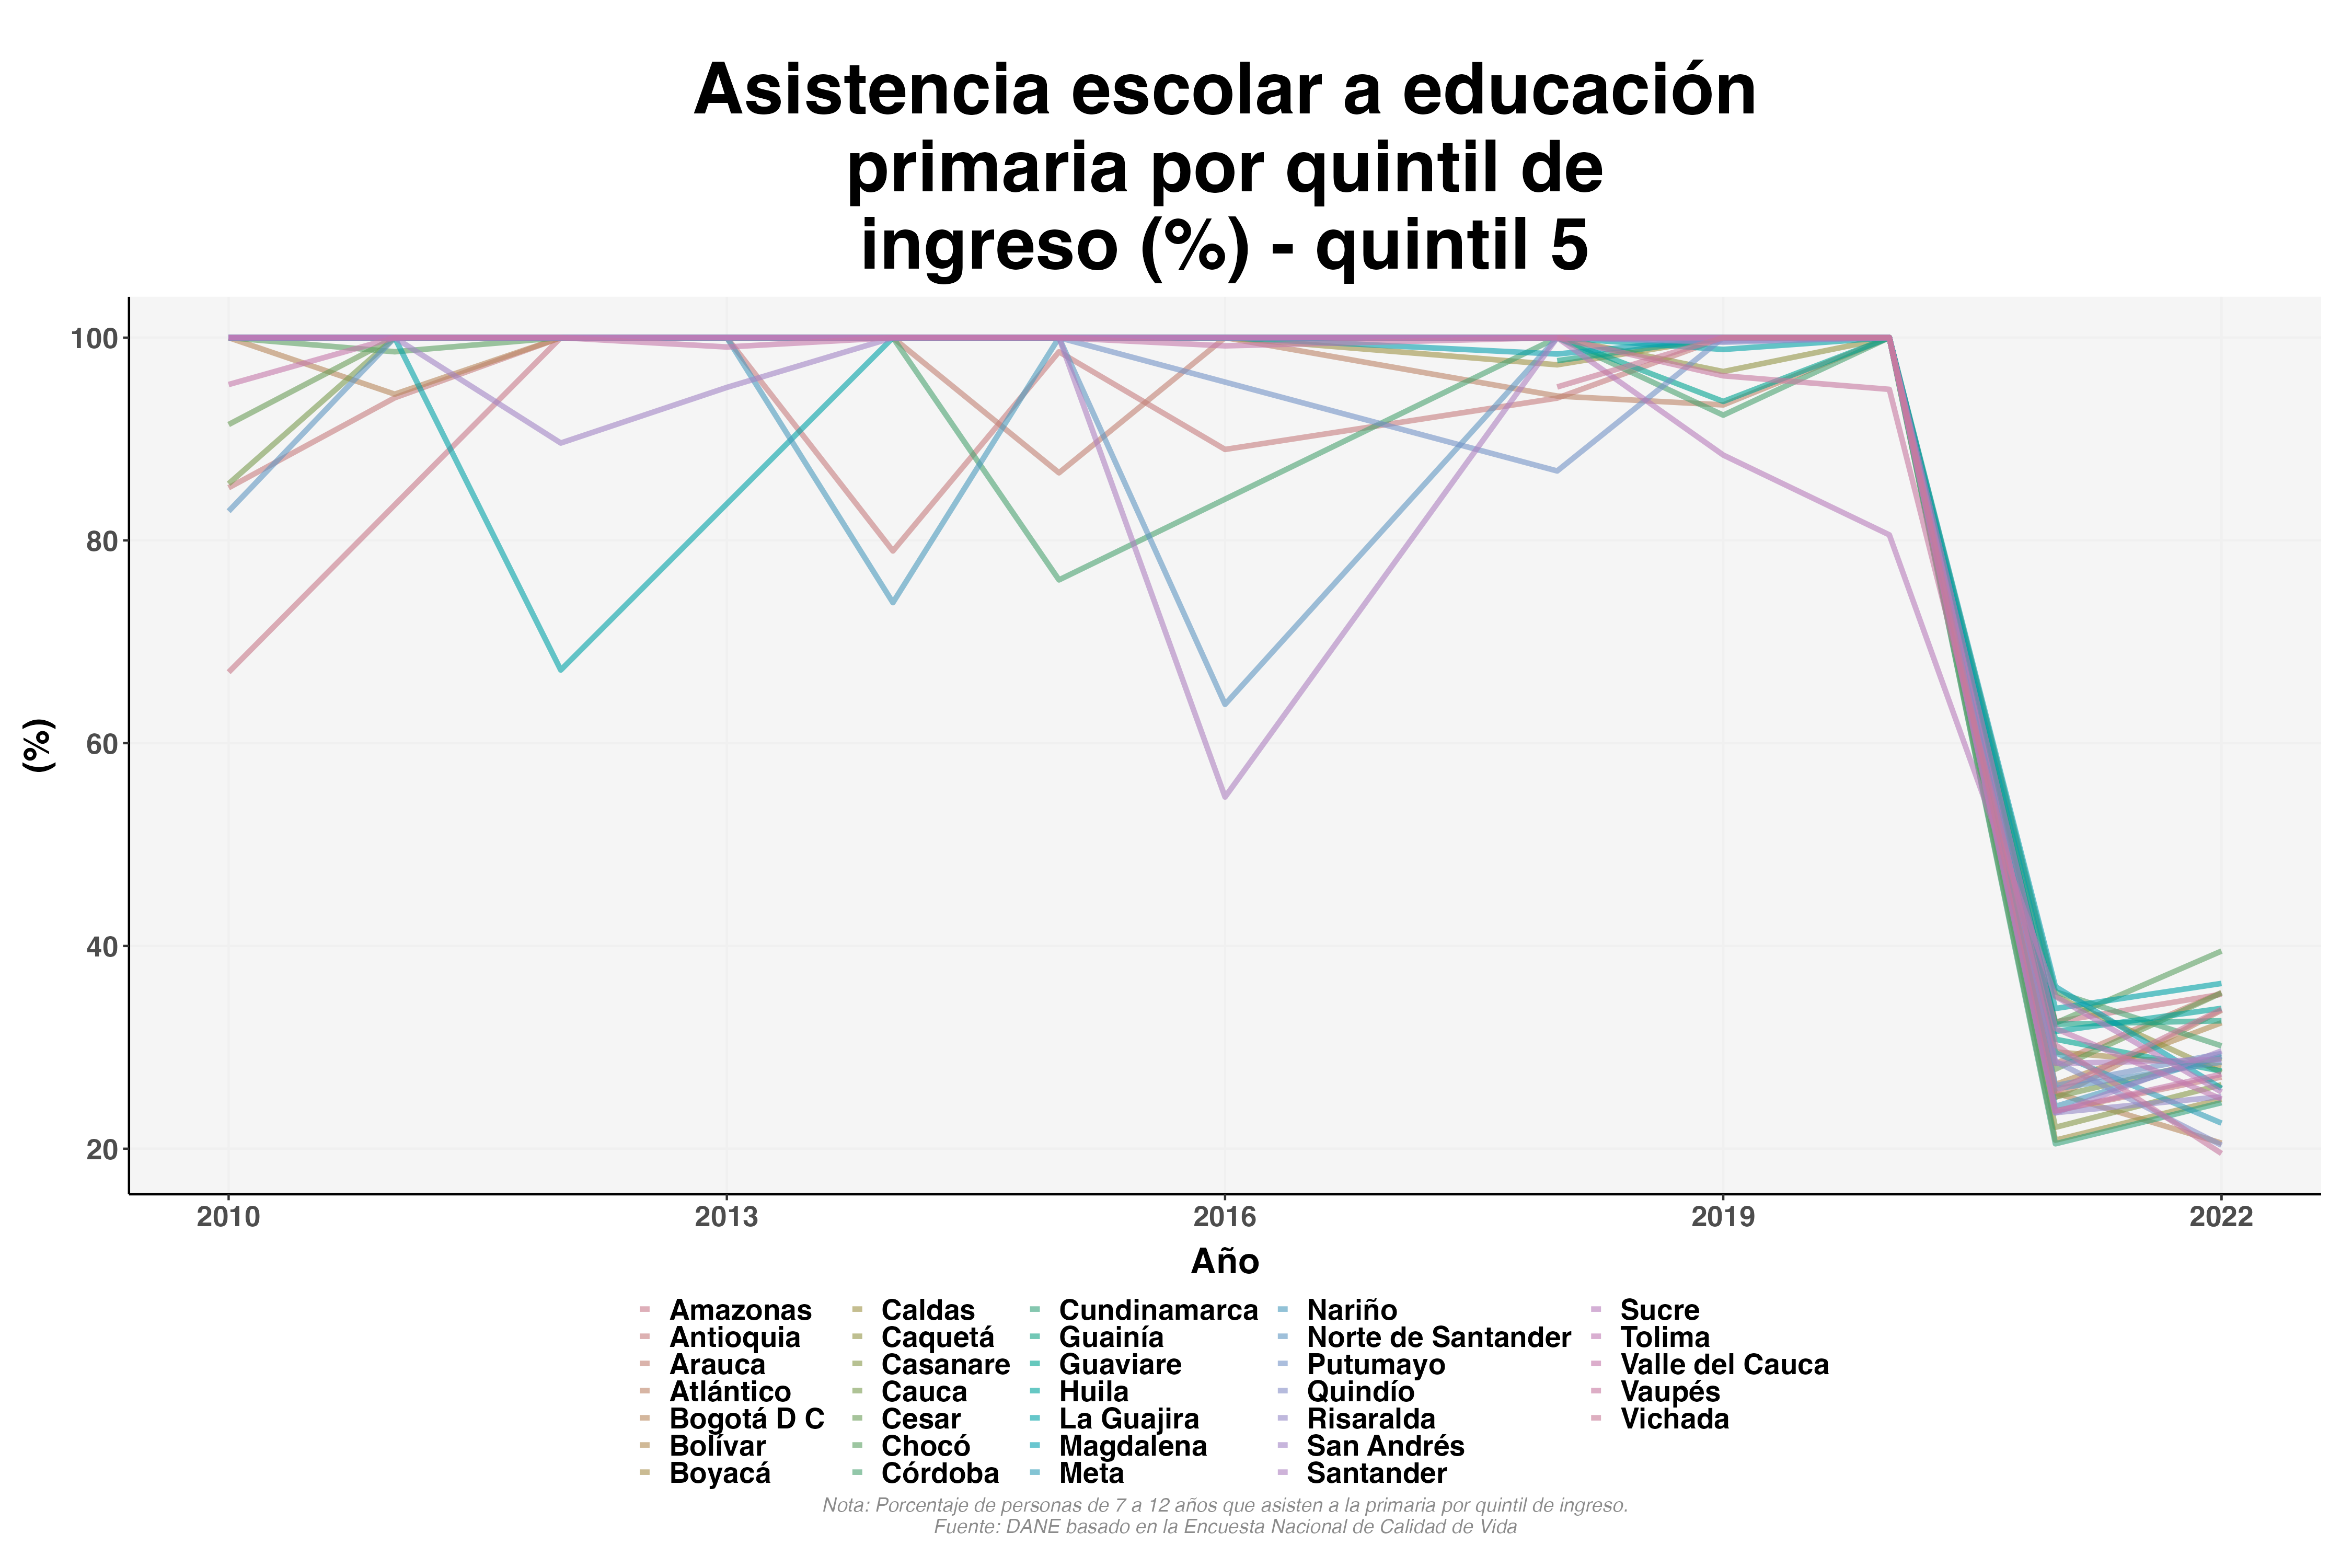 Asistencia escolar a educación
primaria por quintil de
ingreso (%) - quintil 5
100
80
60
40
20
(%)
2010 2013 2016 2019 2022
Año
Amazonas Caldas Cundinamarca Nariño Sucre
Antioquia Caquetá Guainía Norte de Santander Tolima
Arauca Casanare Guaviare Putumayo Valle del Cauca
Atlántico Cauca Huila Quindío Vaupés
Bogotá D C Cesar La Guajira Risaralda Vichada
Bolívar Chocó Magdalena San Andrés
Boyacá Córdoba Meta Santander
Nota: Porcentaje de personas de 7 a 12 años que asisten a la primaria por quintil de ingreso.
Fuente: DANE basado en la Encuesta Nacional de Calidad de Vida